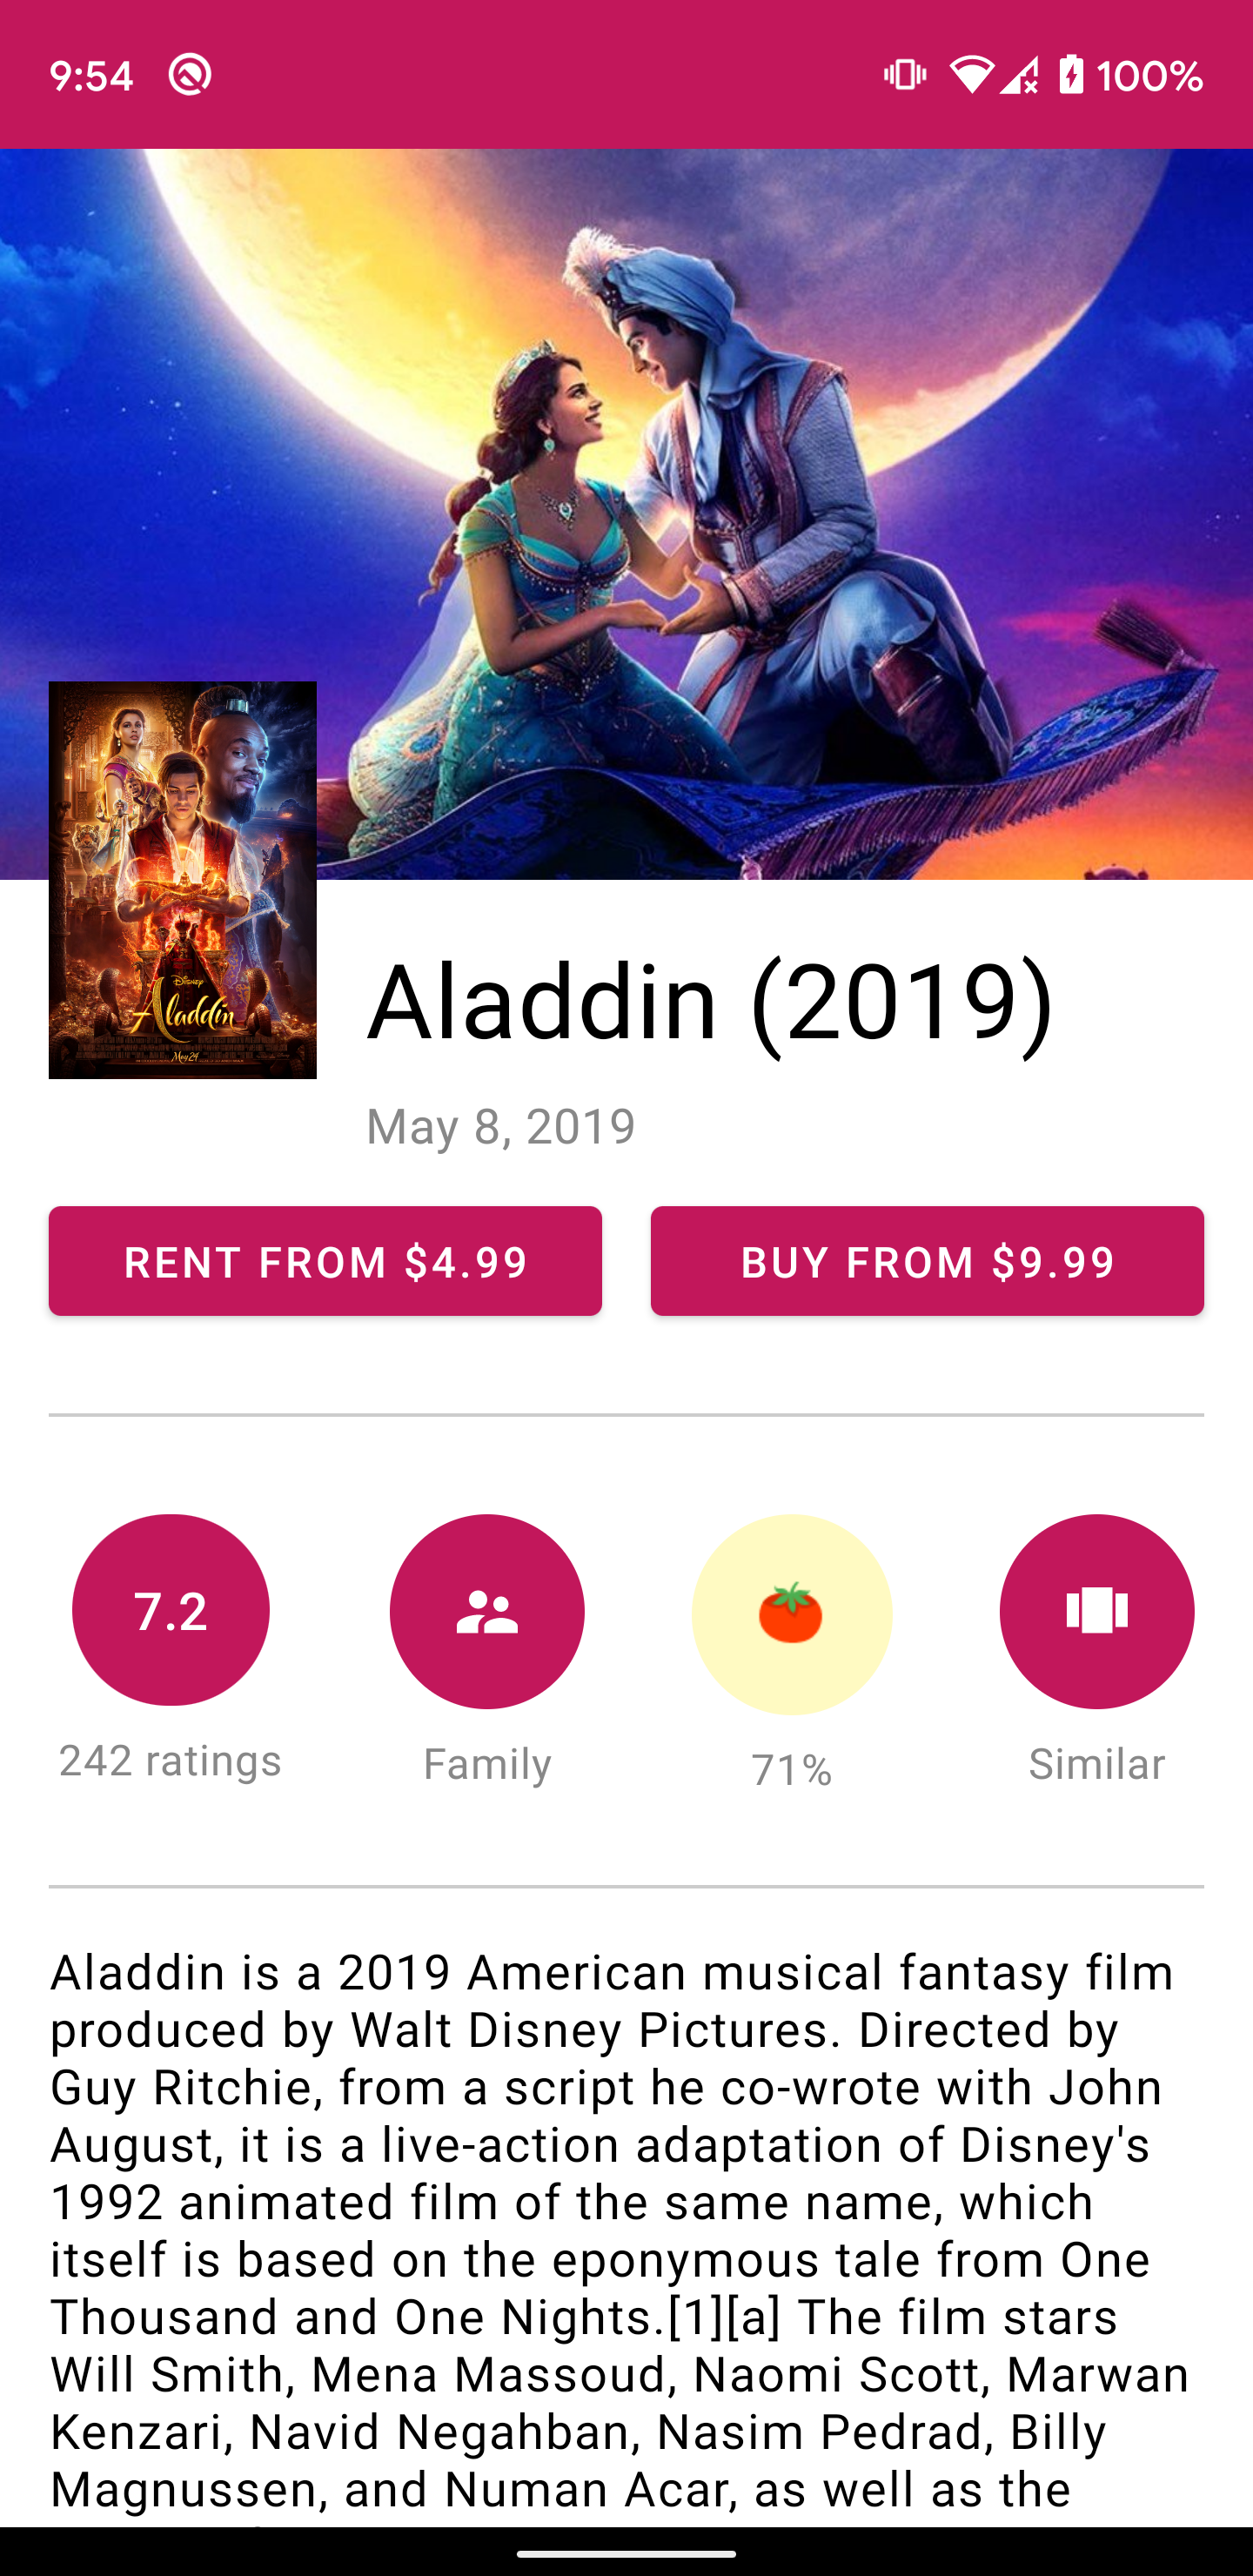 9:54
100%
Disney
Aladdin
May 24
Aladdin (2019)
May 8, 2019
RENT FROM $4.99
BUY FROM $9.99
7.2
242 ratings
Family
71%
Similar
Aladdin is a 2019 American musical fantasy film
produced by Walt Disney Pictures. Directed by
Guy Ritchie, from a script he co-wrote with John
August, it is a live-action adaptation of Disney's
1992 animated film of the same name, which
itself is based on the eponymous tale from One
Thousand and One Nights.[1][a] The film stars
Will Smith, Mena Massoud, Naomi Scott, Marwan
Kenzari, Navid Negahban, Nasim Pedrad, Billy
Magnussen, and Numan Acar, as well as the